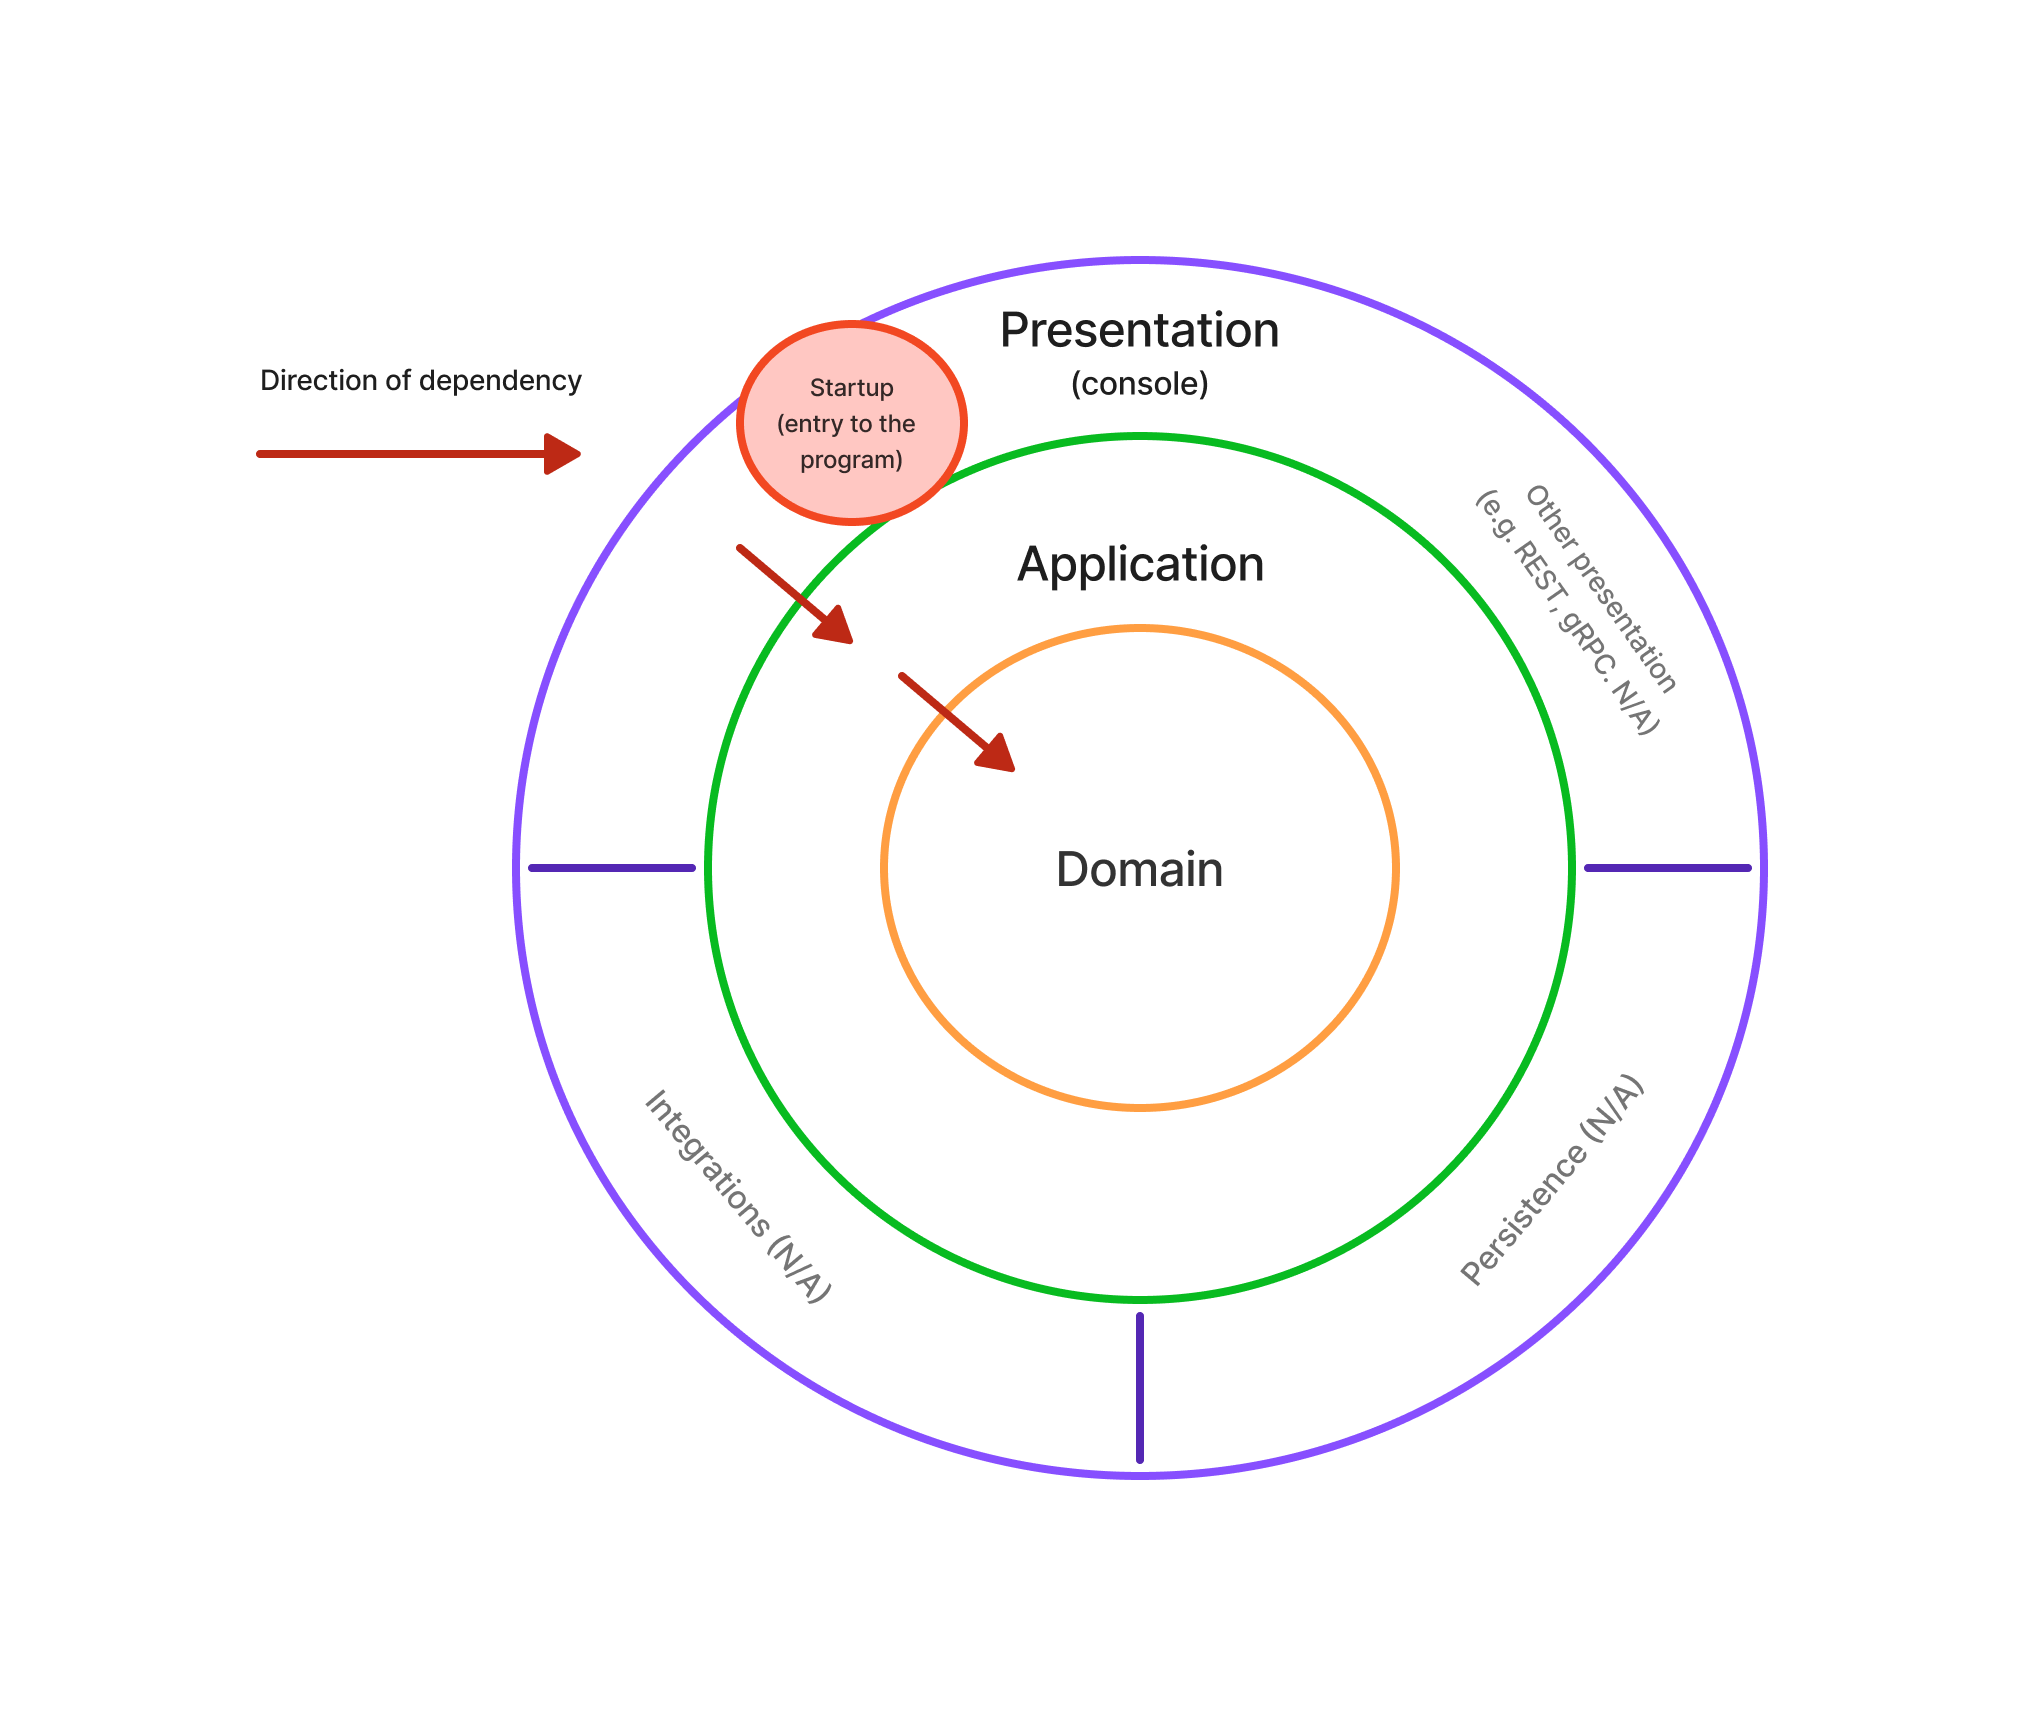 Presentation
(console)
Direction of dependency
Startup
(entry to the
program)
Other presentation
(e.g. REST, gRPC. N/A)
Application
Domain
Integrations (N/A)
Persistence (N/A)